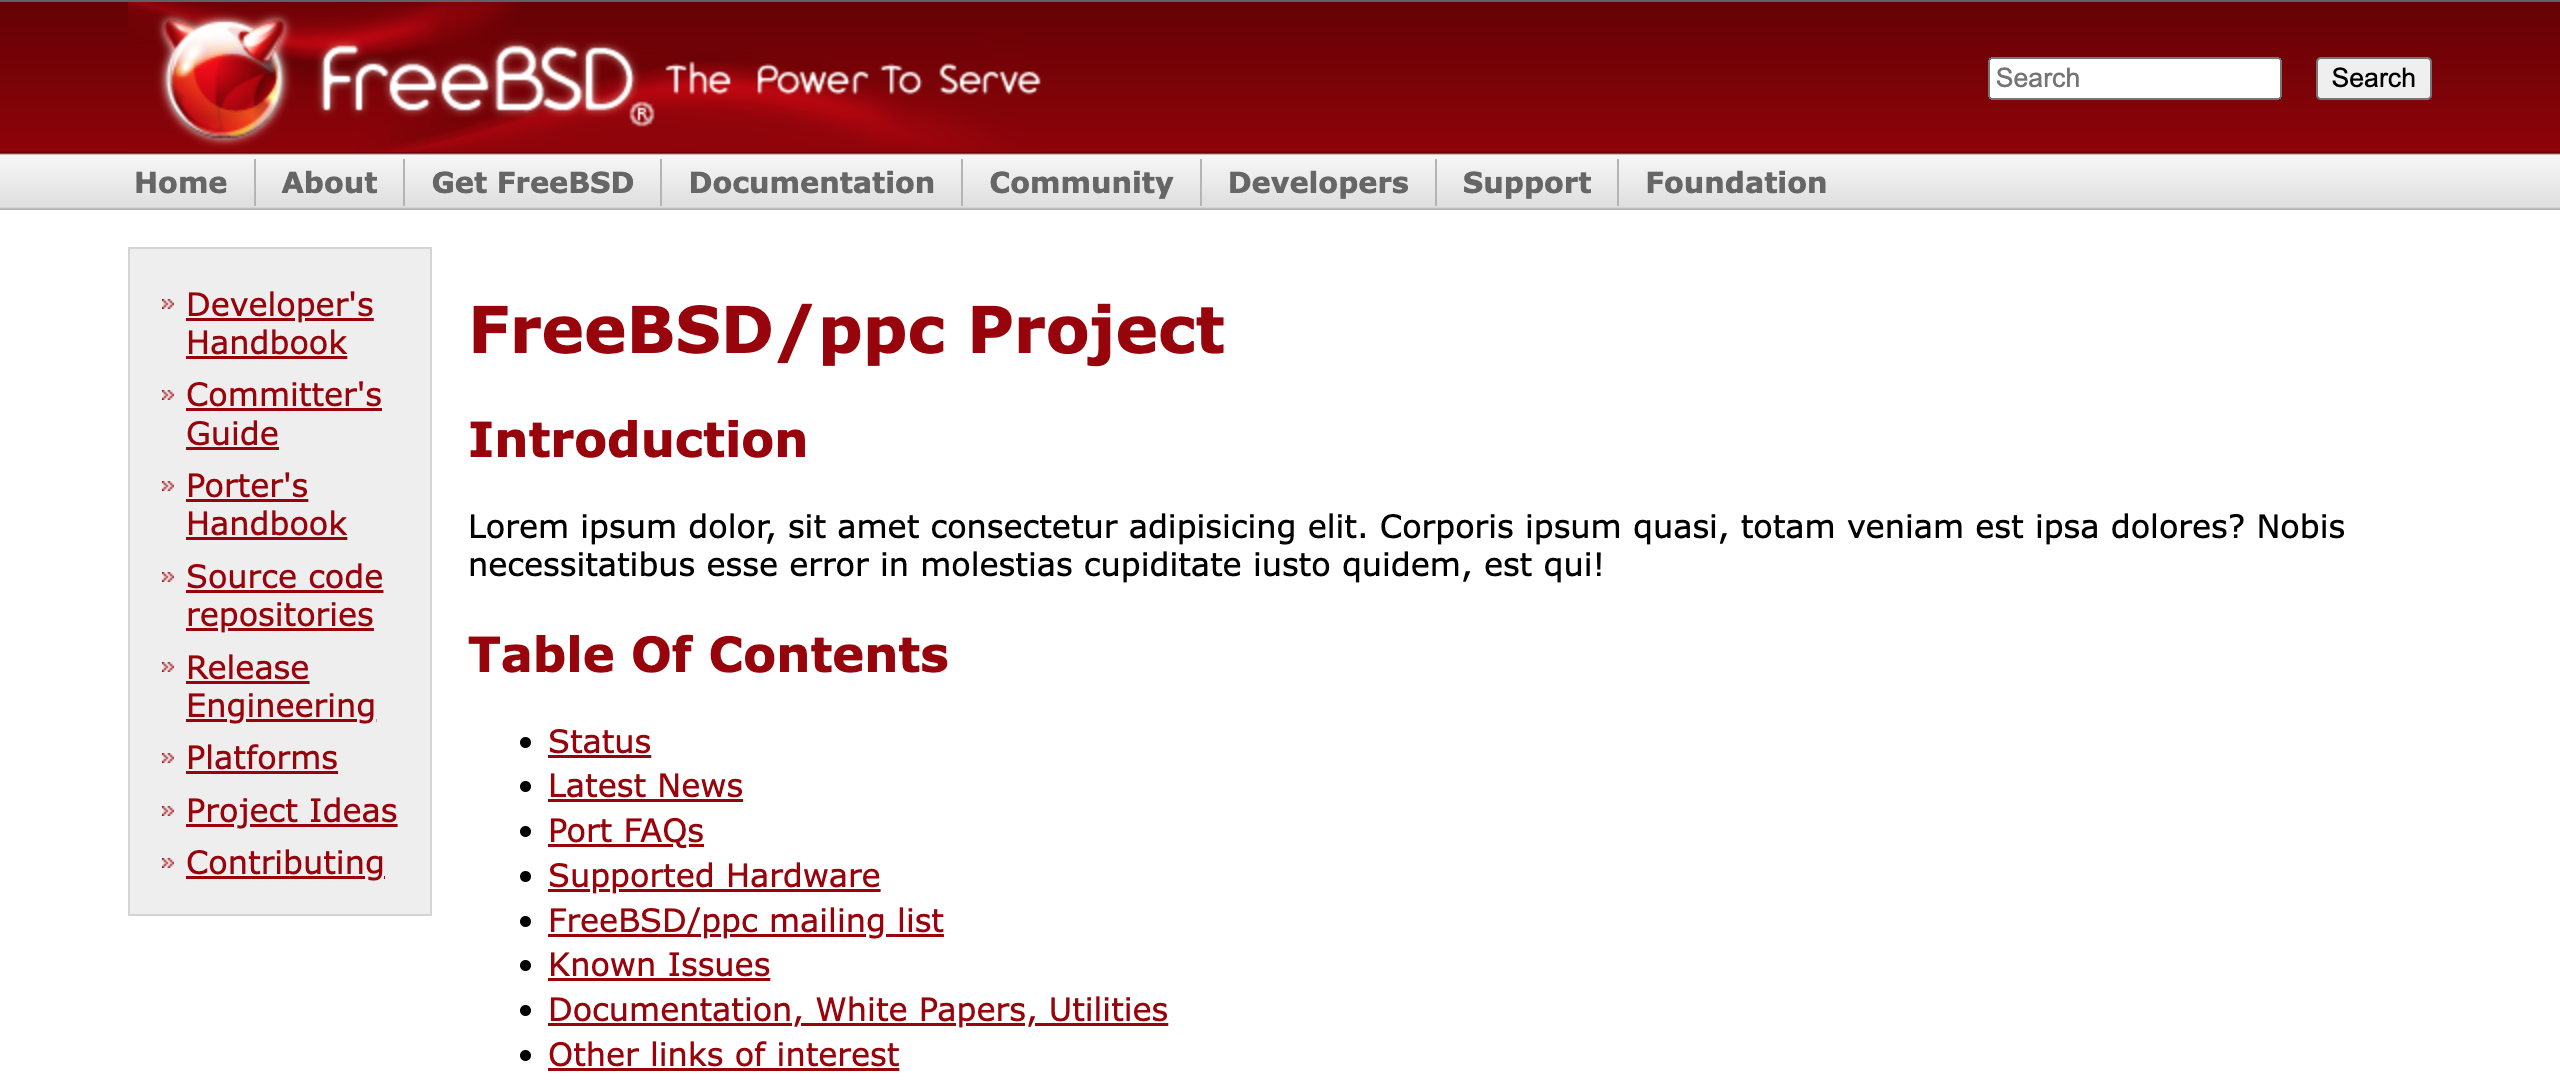 FreeBSD® The Power To Serve
Search
Search
Home
About
Get FreeBSD
Documentation
Community
Developers
Support
Foundation
» Developer's
Handbook
» Committer's
Guide
» Porter's
Handbook
» Source code
repositories
» Release
Engineering
» Platforms
» Project Ideas
» Contributing
FreeBSD/ppc Project
Introduction
Lorem ipsum dolor, sit amet consectetur adipisicing elit. Corporis ipsum quasi, totam veniam est ipsa dolores? Nobis
necessitatibus esse error in molestias cupiditate iusto quidem, est qui!
Table Of Contents
• Status
• Latest News
• Port FAQs
• Supported Hardware
• FreeBSD/ppc mailing list
• Known Issues
• Documentation, White Papers, Utilities
• Other links of interest